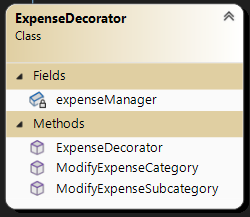 ExpenseDecorator
Class
Fields
expenseManager
Methods
ExpenseDecorator
ModifyExpenseCategory
ModifyExpenseSubcategory